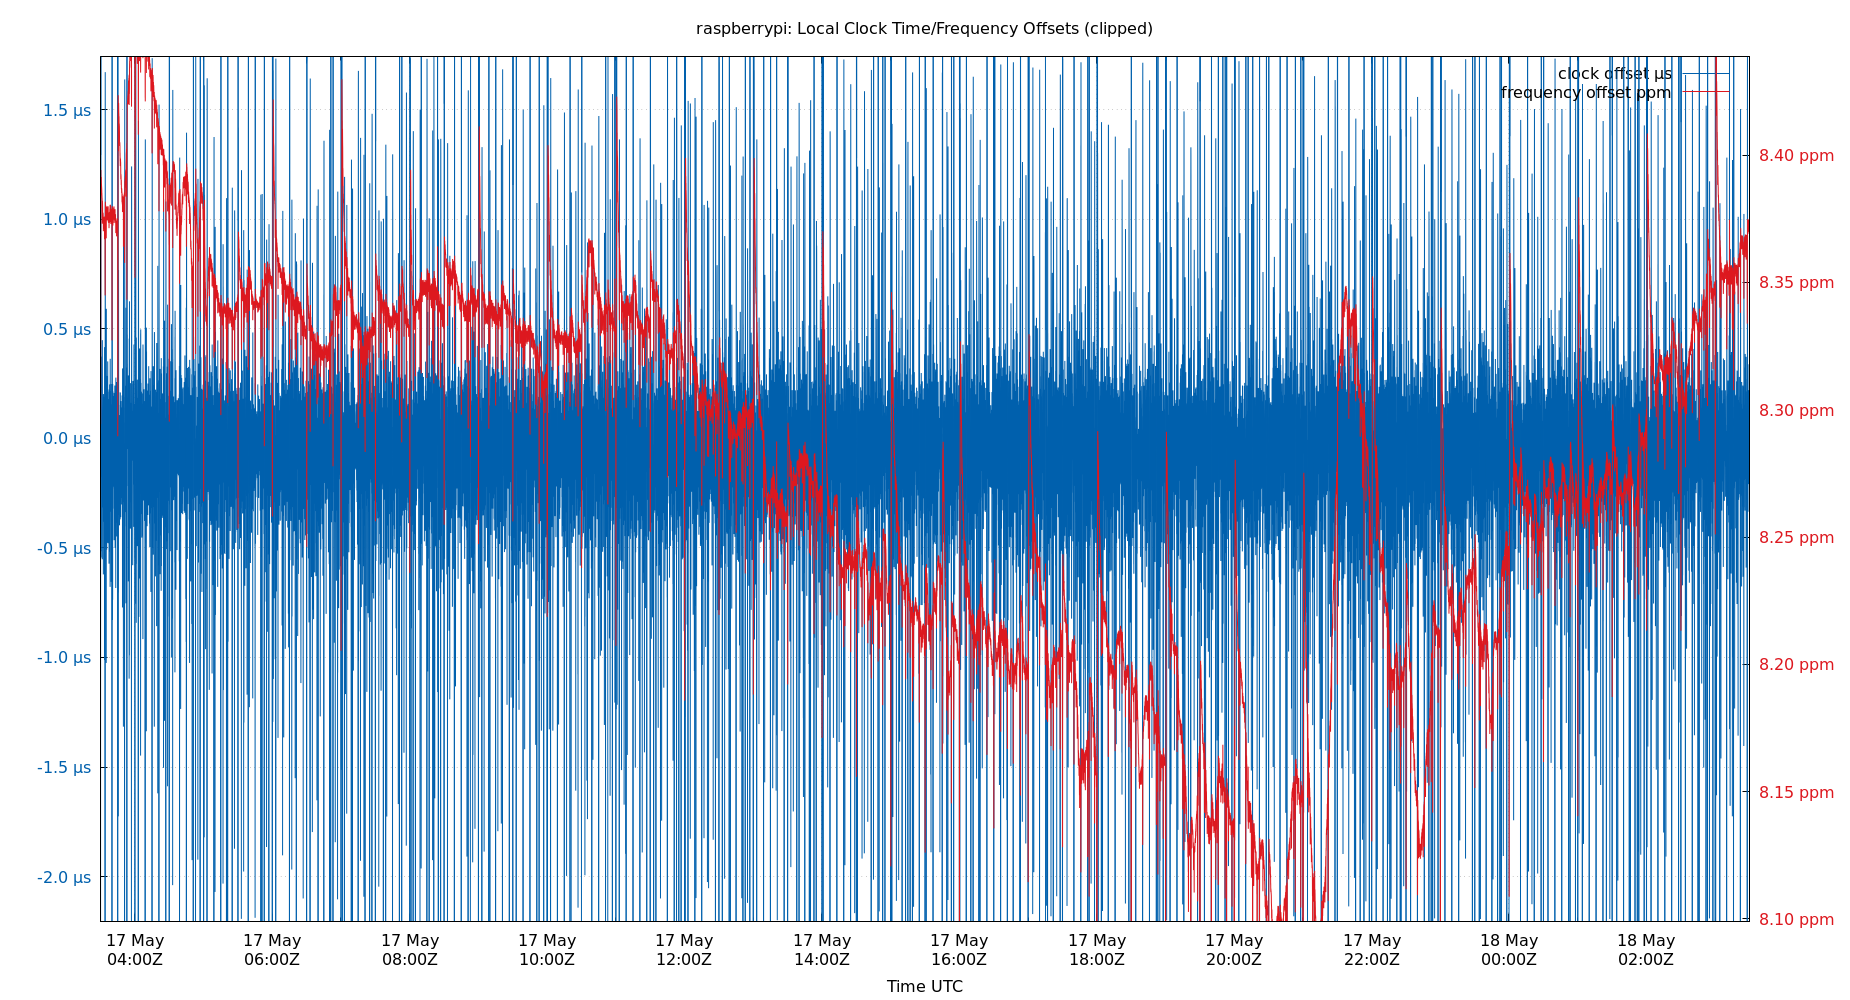 raspberrypi: Local Clock Time/Frequency Offsets (clipped)
clock offset µs
frequency offset ppm
1.5 µs
1.0 µs
0.5 µs
0.0 µs
-0.5 µs
-1.0 µs
-1.5 µs
-2.0 µs
8.40 ppm
8.35 ppm
8.30 ppm
8.25 ppm
8.20 ppm
8.15 ppm
8.10 ppm
17 May 17 May 17 May 17 May 17 May 17 May 17 May 17 May 17 May 17 May 18 May 18 May
04:00Z 06:00Z 08:00Z 10:00Z 12:00Z 14:00Z 16:00Z 18:00Z 20:00Z 22:00Z 00:00Z 02:00Z
Time UTC